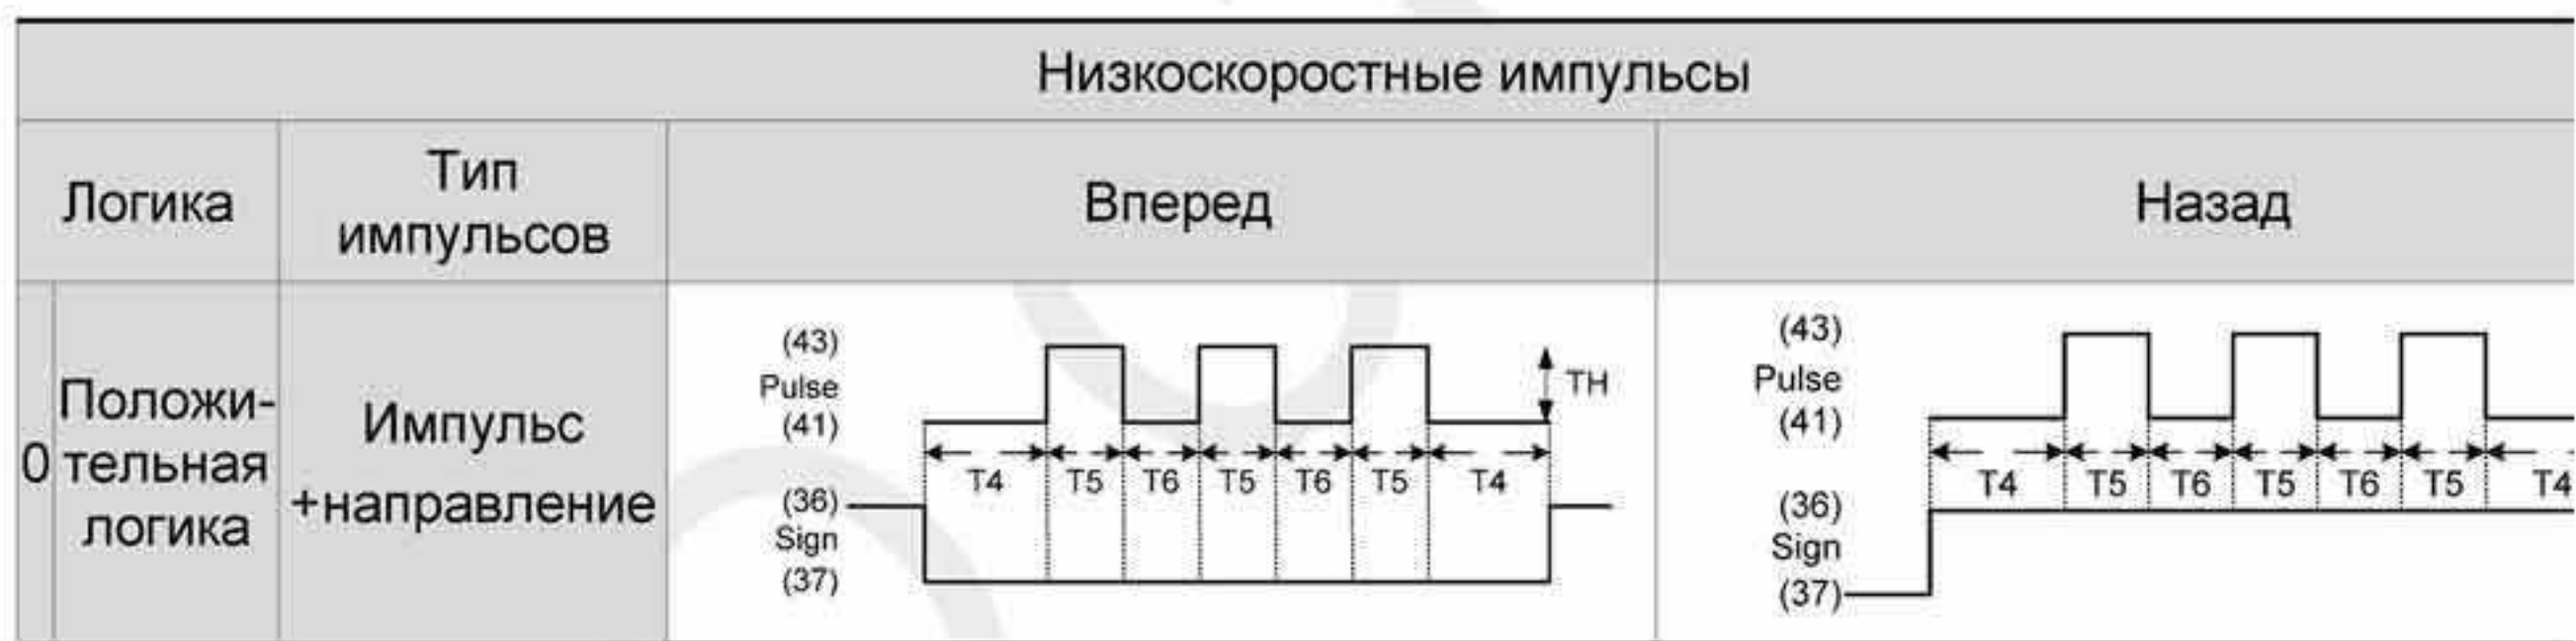 Низкоскоростные импульсы
Логика
Тип
импульсов
Вперед
Назад
0
Положи-
тельная
логика
Импульс
+направление
(43)
Pulse
(41)
TH
T4 T5 T6 T5 T6 T5 T4
(36)
Sign
(37)
(43)
Pulse
(41)
T4 T5 T6 T5 T6 T5 T4
(36)
Sign
(37)